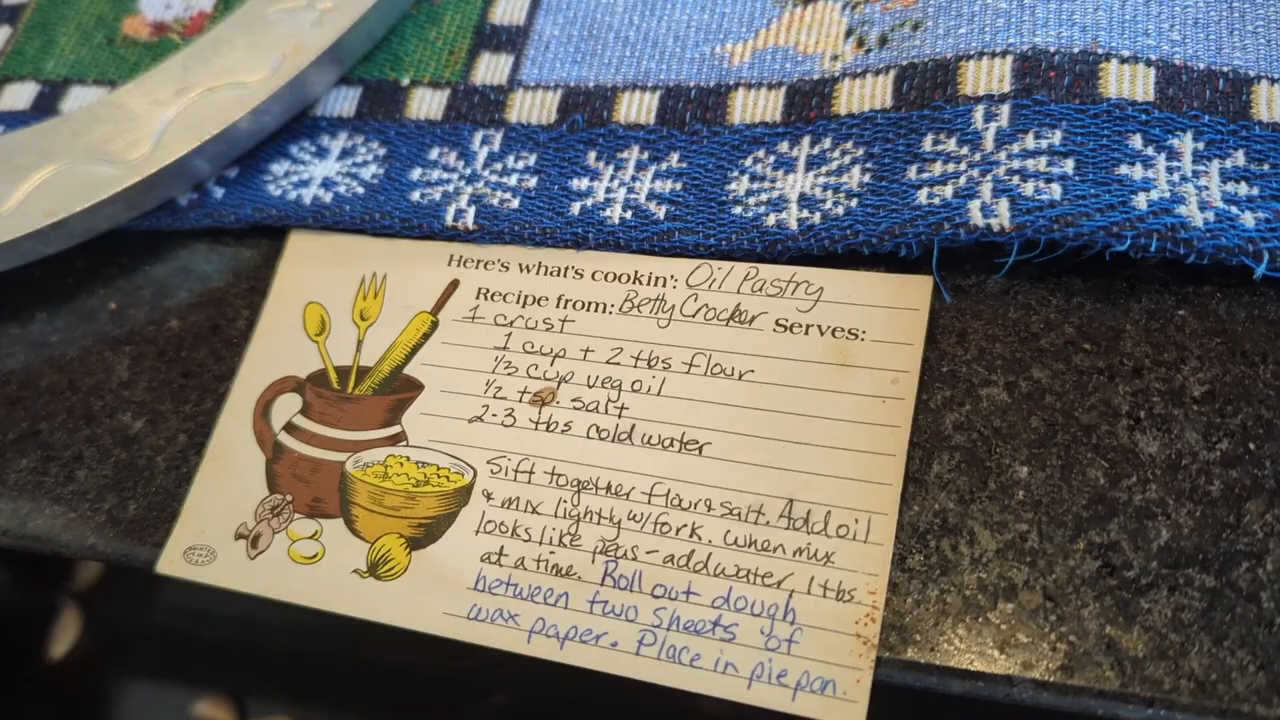 Here's what's cookin': Oil Pastry
Recipe from: Betty Crocker Serves:
1 crust
1 cup + 2 tbs flour
1/3 cup veg oil
1/2 tsp. salt
2-3 tbs cold water
Sift together flour & salt. Add oil
& mix lightly w/fork. When mix
looks like peas - add water 1 tbs
at a time. Roll out dough
between two sheets of
wax paper. Place in pie pan.
PRINTED
IN